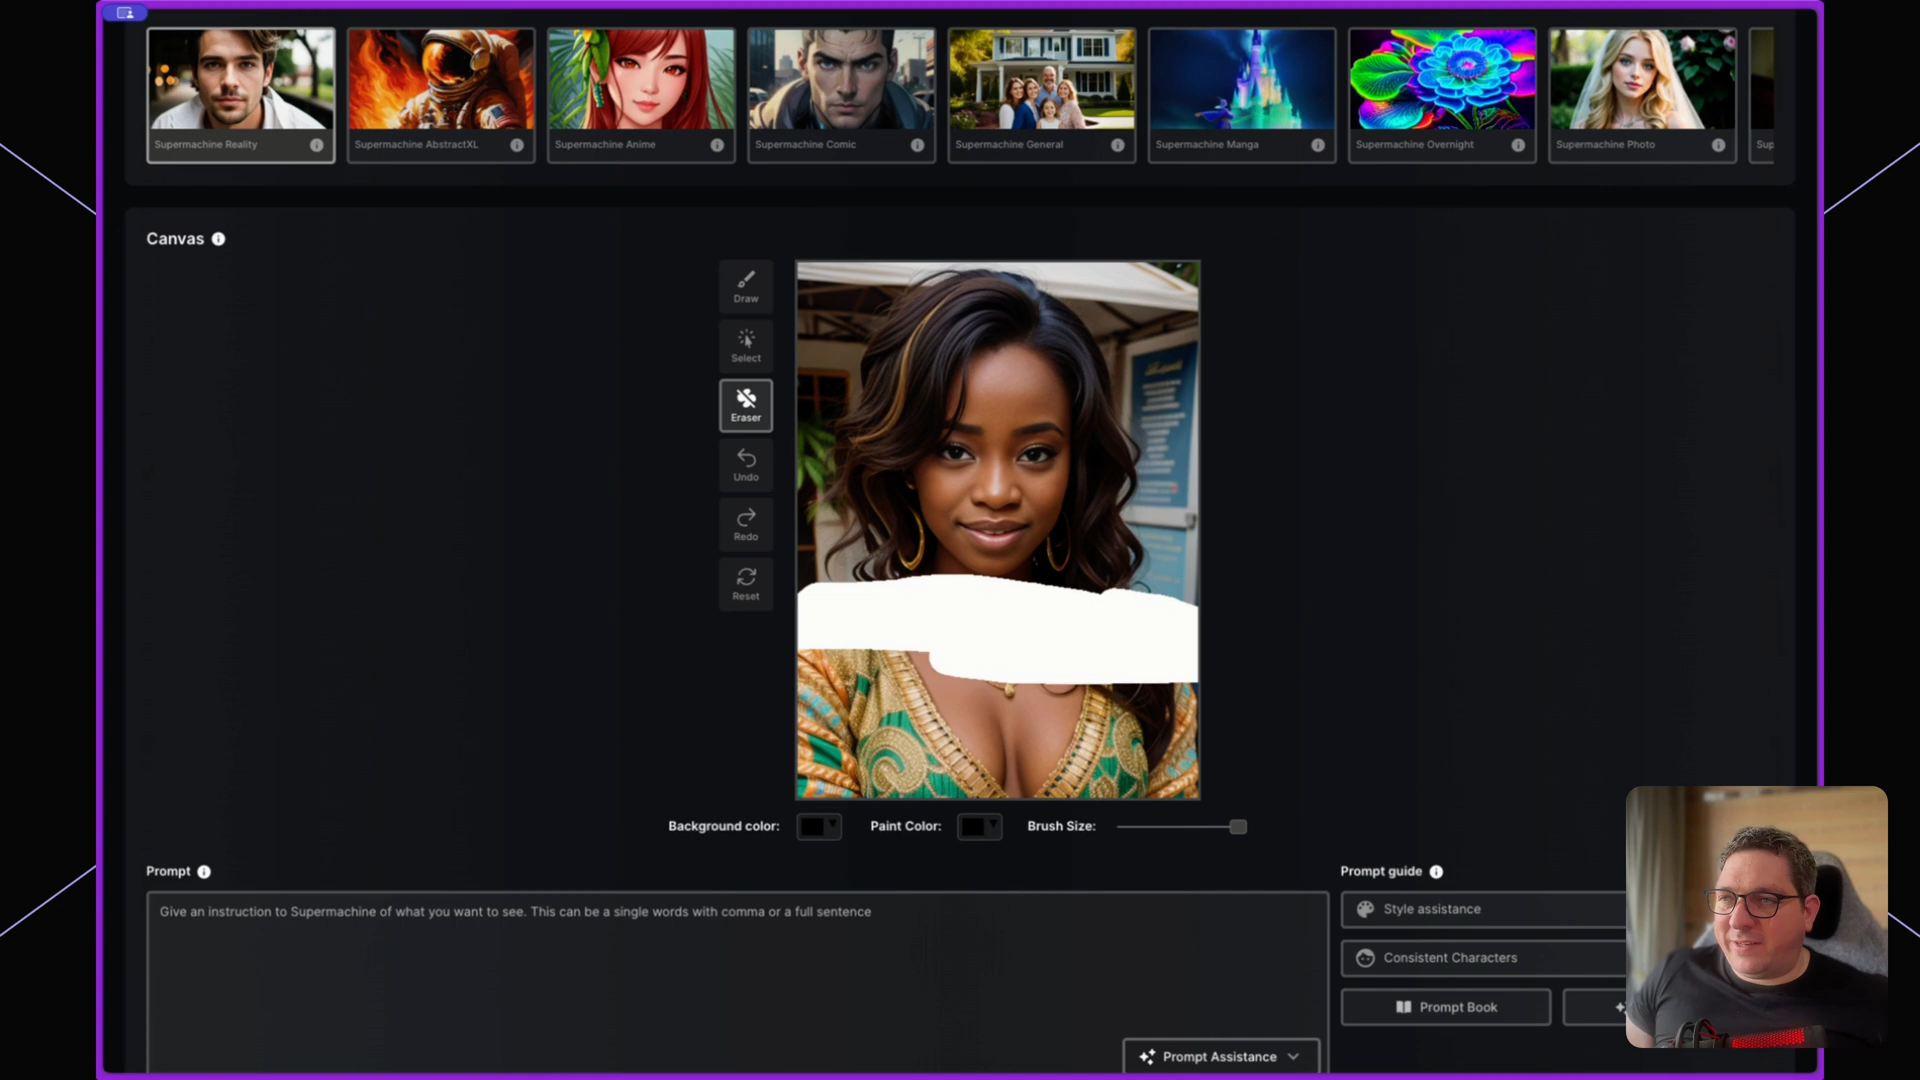 Supermachine Reality
Supermachine AbstractXL
Supermachine Anime
Supermachine Comic
Supermachine General
Supermachine Manga
Supermachine Overnight
Supermachine Photo
Sup
Canvas
Draw
Select
Eraser
Undo
Redo
Reset
Background color:
Paint Color:
Brush Size:
Prompt
Give an instruction to Supermachine of what you want to see. This can be a single words with comma or a full sentence
Prompt Assistance
Prompt guide
Style assistance
Consistent Characters
Prompt Book